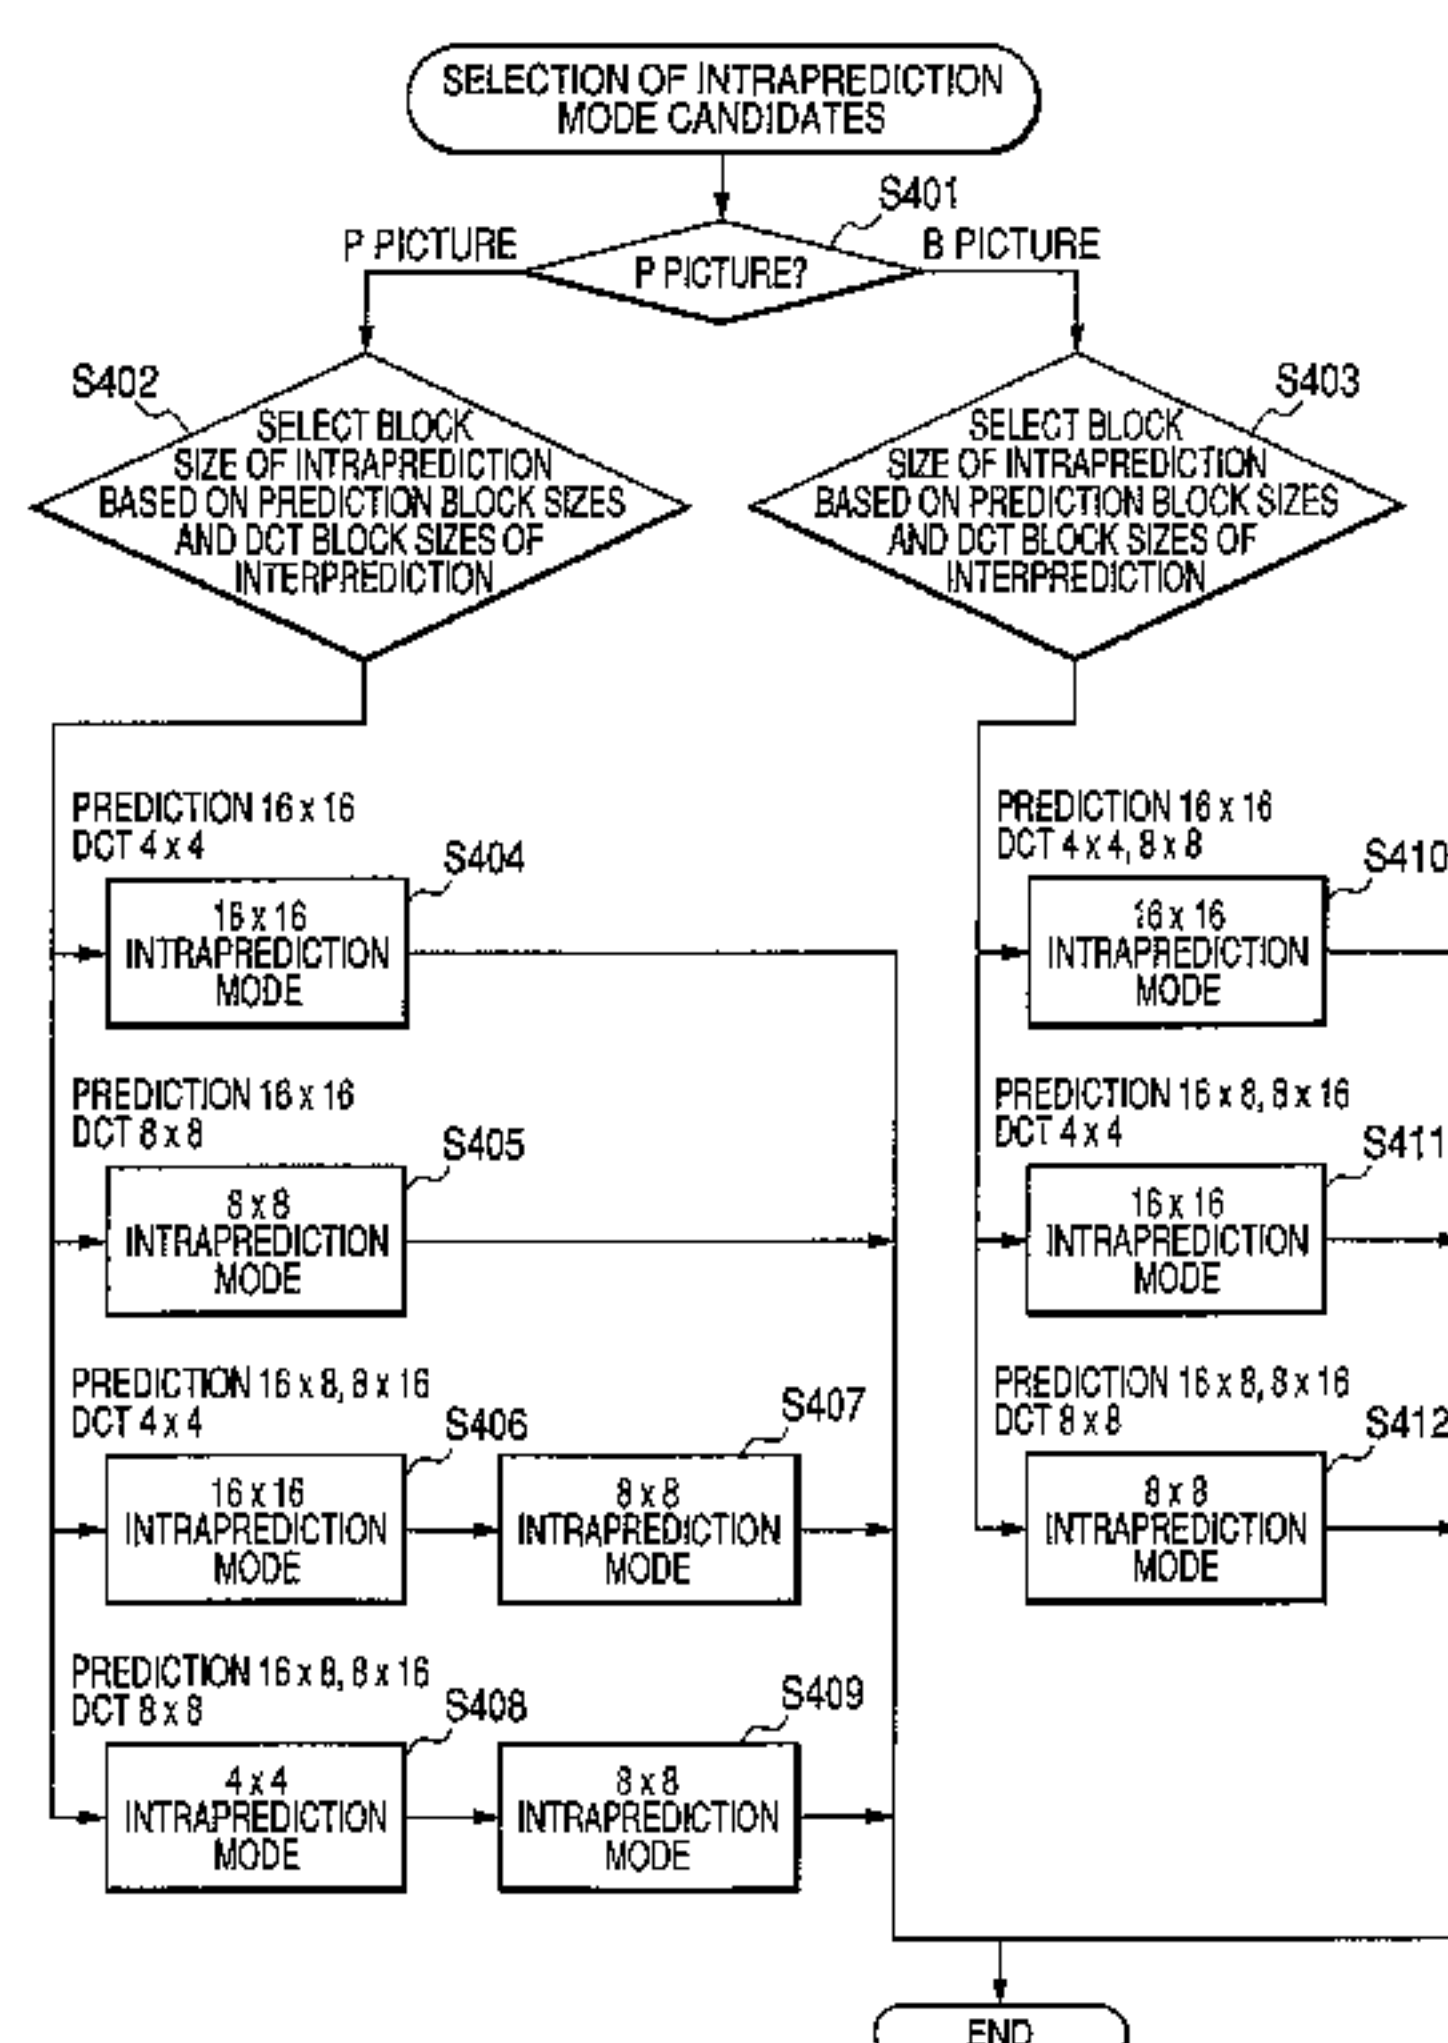 SELECTION OF INTRAPREDICTION
MODE CANDIDATES
S401
P PICTURE
P PICTURE?
B PICTURE
S402
SELECT BLOCK
SIZE OF INTRAPREDICTION
BASED ON PREDICTION BLOCK SIZES
AND DCT BLOCK SIZES OF
INTERPREDICTION
S403
SELECT BLOCK
SIZE OF INTRAPREDICTION
BASED ON PREDICTION BLOCK SIZES
AND DCT BLOCK SIZES OF
INTERPREDICTION
PREDICTION 16 x 16
DCT 4 x 4
S404
16 x 16
INTRAPREDICTION
MODE
PREDICTION 16 x 16
DCT 8 x 8
S405
8 x 8
INTRAPREDICTION
MODE
PREDICTION 16 x 8, 8 x 16
DCT 4 x 4
S406
16 x 16
INTRAPREDICTION
MODE
S407
8 x 8
INTRAPREDICTION
MODE
PREDICTION 16 x 8, 8 x 16
DCT 8 x 8
S408
4 x 4
INTRAPREDICTION
MODE
S409
8 x 8
INTRAPREDICTION
MODE
PREDICTION 16 x 16
DCT 4 x 4, 8 x 8
S410
16 x 16
INTRAPREDICTION
MODE
PREDICTION 16 x 8, 8 x 16
DCT 4 x 4
S411
16 x 16
INTRAPREDICTION
MODE
PREDICTION 16 x 8, 8 x 16
DCT 8 x 8
S412
8 x 8
INTRAPREDICTION
MODE
END